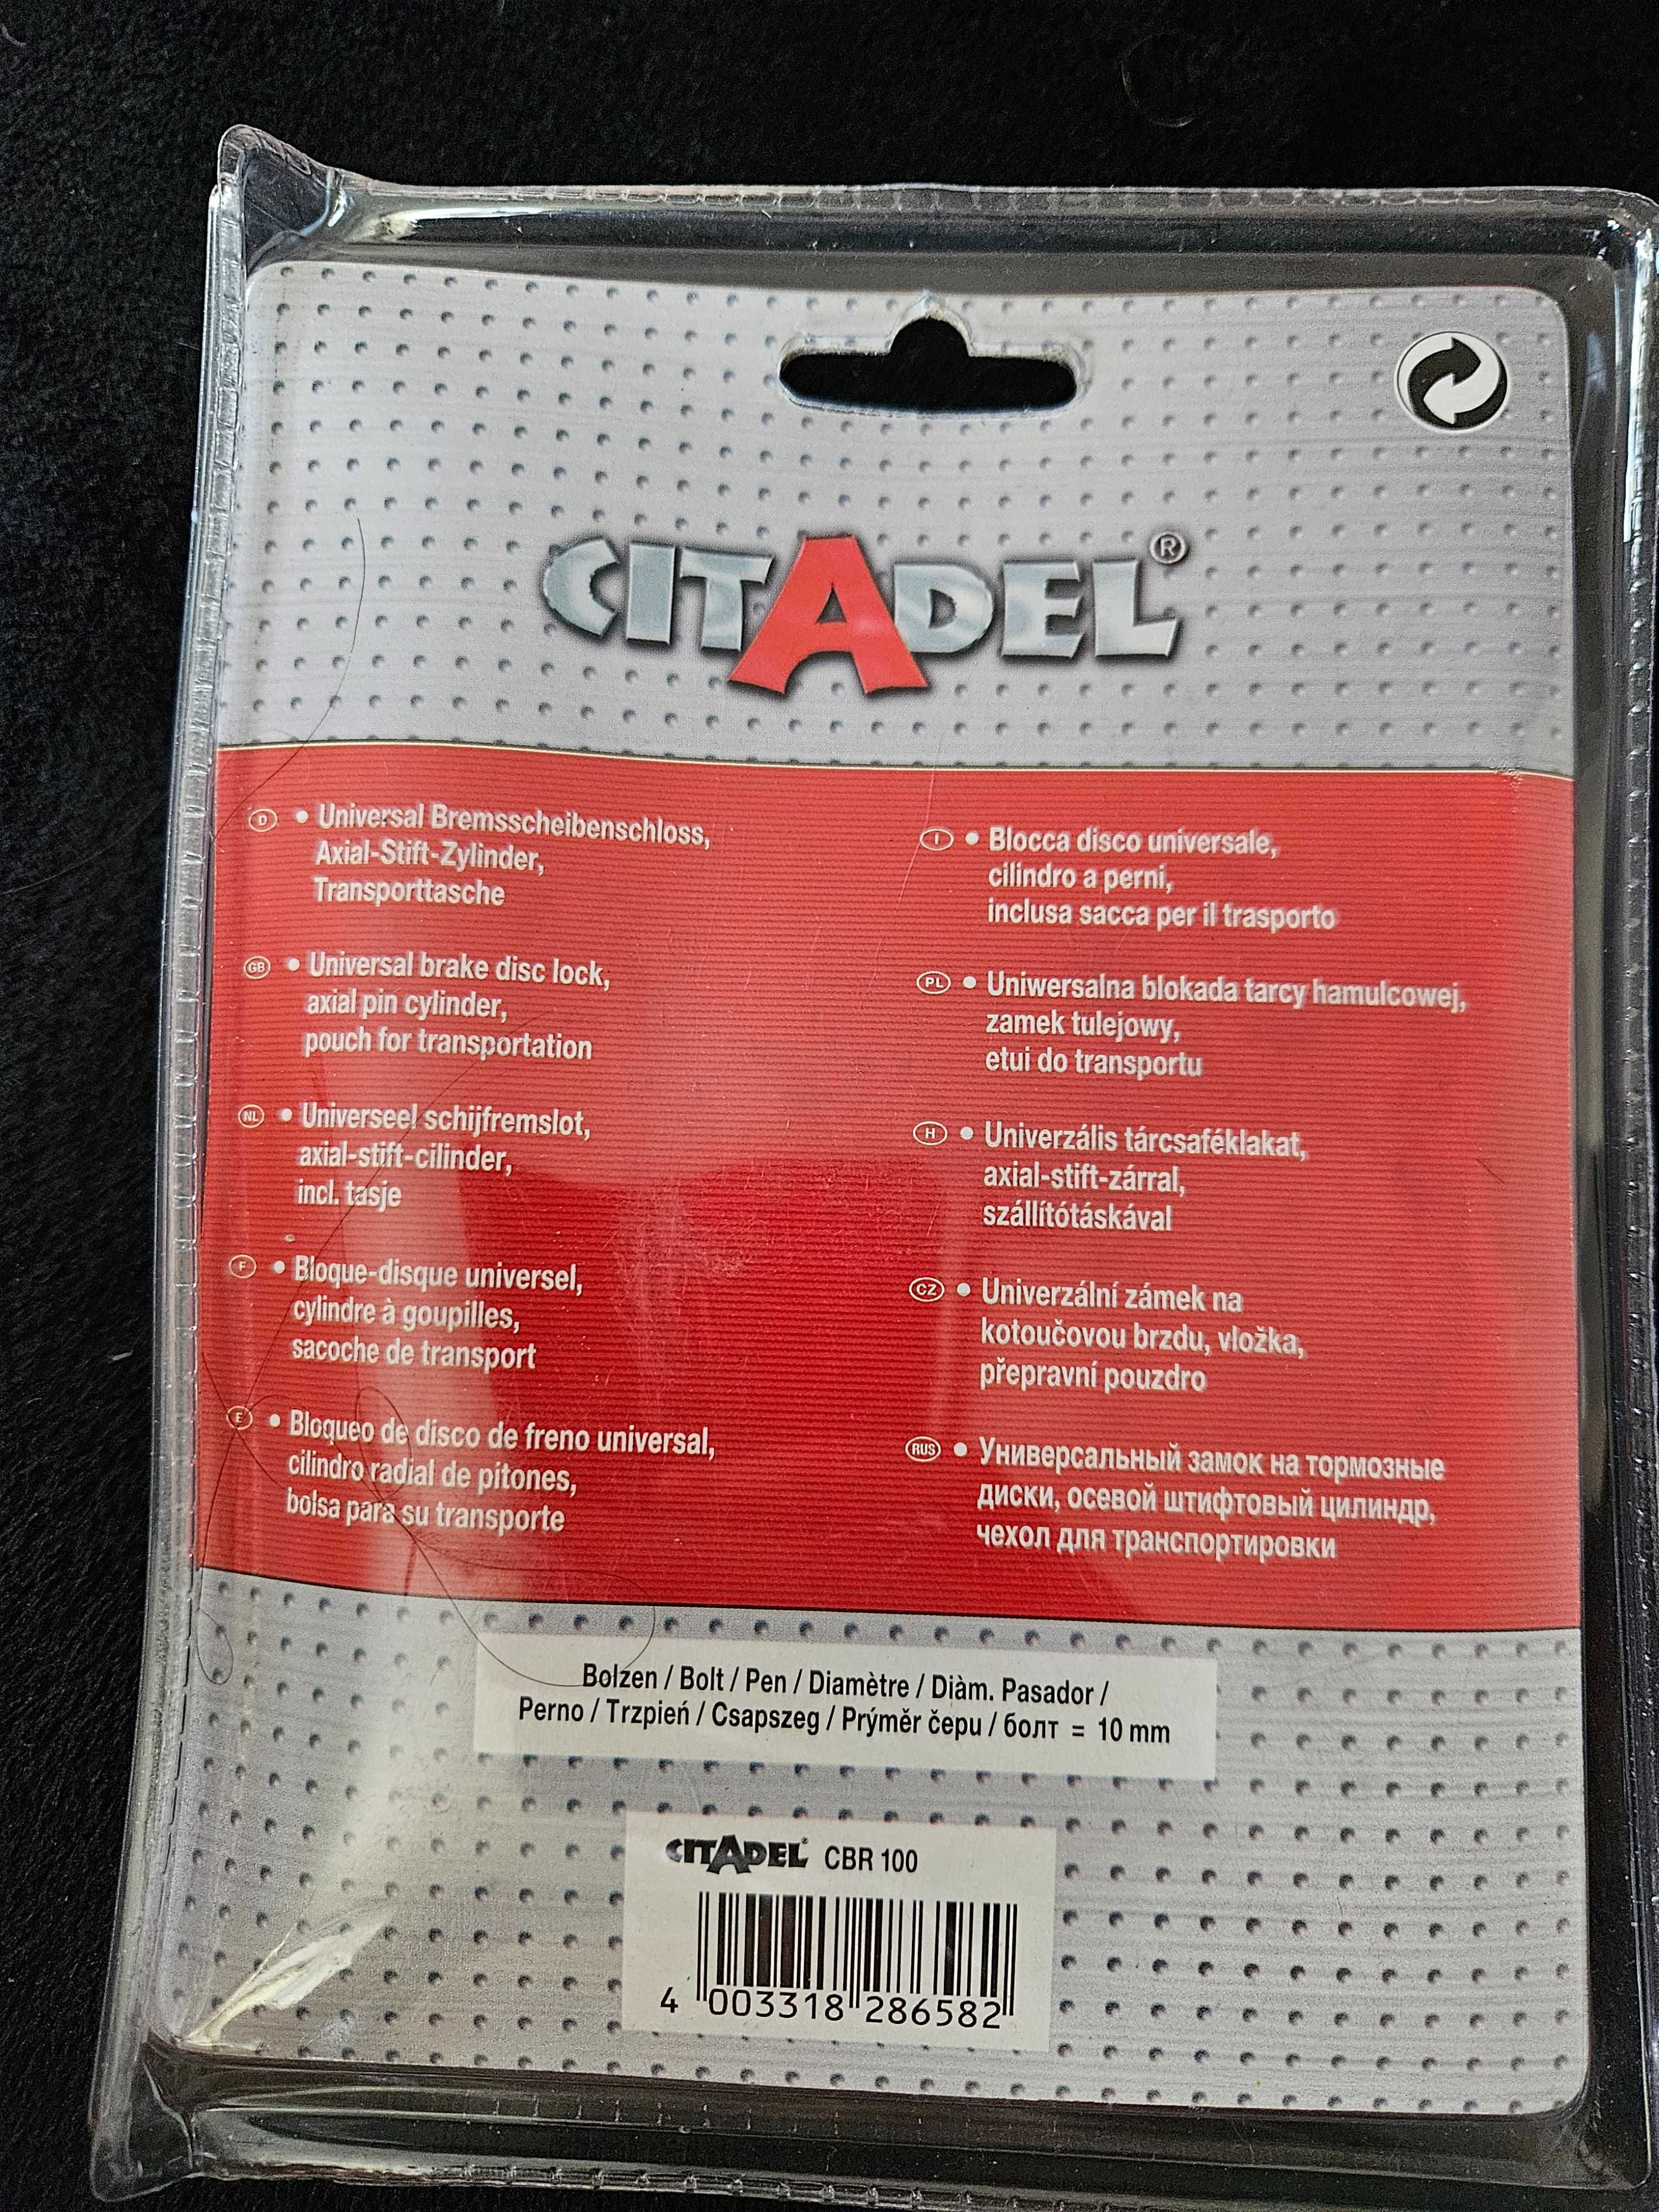 CITADEL®
D • Universal Bremsscheibenschloss,
Axial-Stift-Zylinder,
Transporttasche
GB • Universal brake disc lock,
axial pin cylinder,
pouch for transportation
NL • Universeel schijfremslot,
axial-stift-cilinder,
incl. tasje
F • Bloque-disque universel,
cylindre à goupilles,
sacoche de transport
E • Bloqueo de disco de freno universal,
cilindro radial de pitones,
bolsa para su transporte
I • Blocca disco universale,
cilindro a perni,
inclusa sacca per il trasporto
PL • Uniwersalna blokada tarcy hamulcowej,
zamek tulejowy,
etui do transportu
H • Univerzális tárcsaféklakat,
axial-stift-zárral,
szállítótáskával
CZ • Univerzální zámek na
kotoučovou brzdu, vložka,
přepravní pouzdro
RUS • Универсальный замок на тормозные
диски, осевой штифтовый цилиндр,
чехол для транспортировки
Bolzen / Bolt / Pen / Diamètre / Diàm. Pasador /
Perno / Trzpień / Csapszeg / Prýměr čepu / болт = 10 mm
CITADEL® CBR 100
4 003318 286582